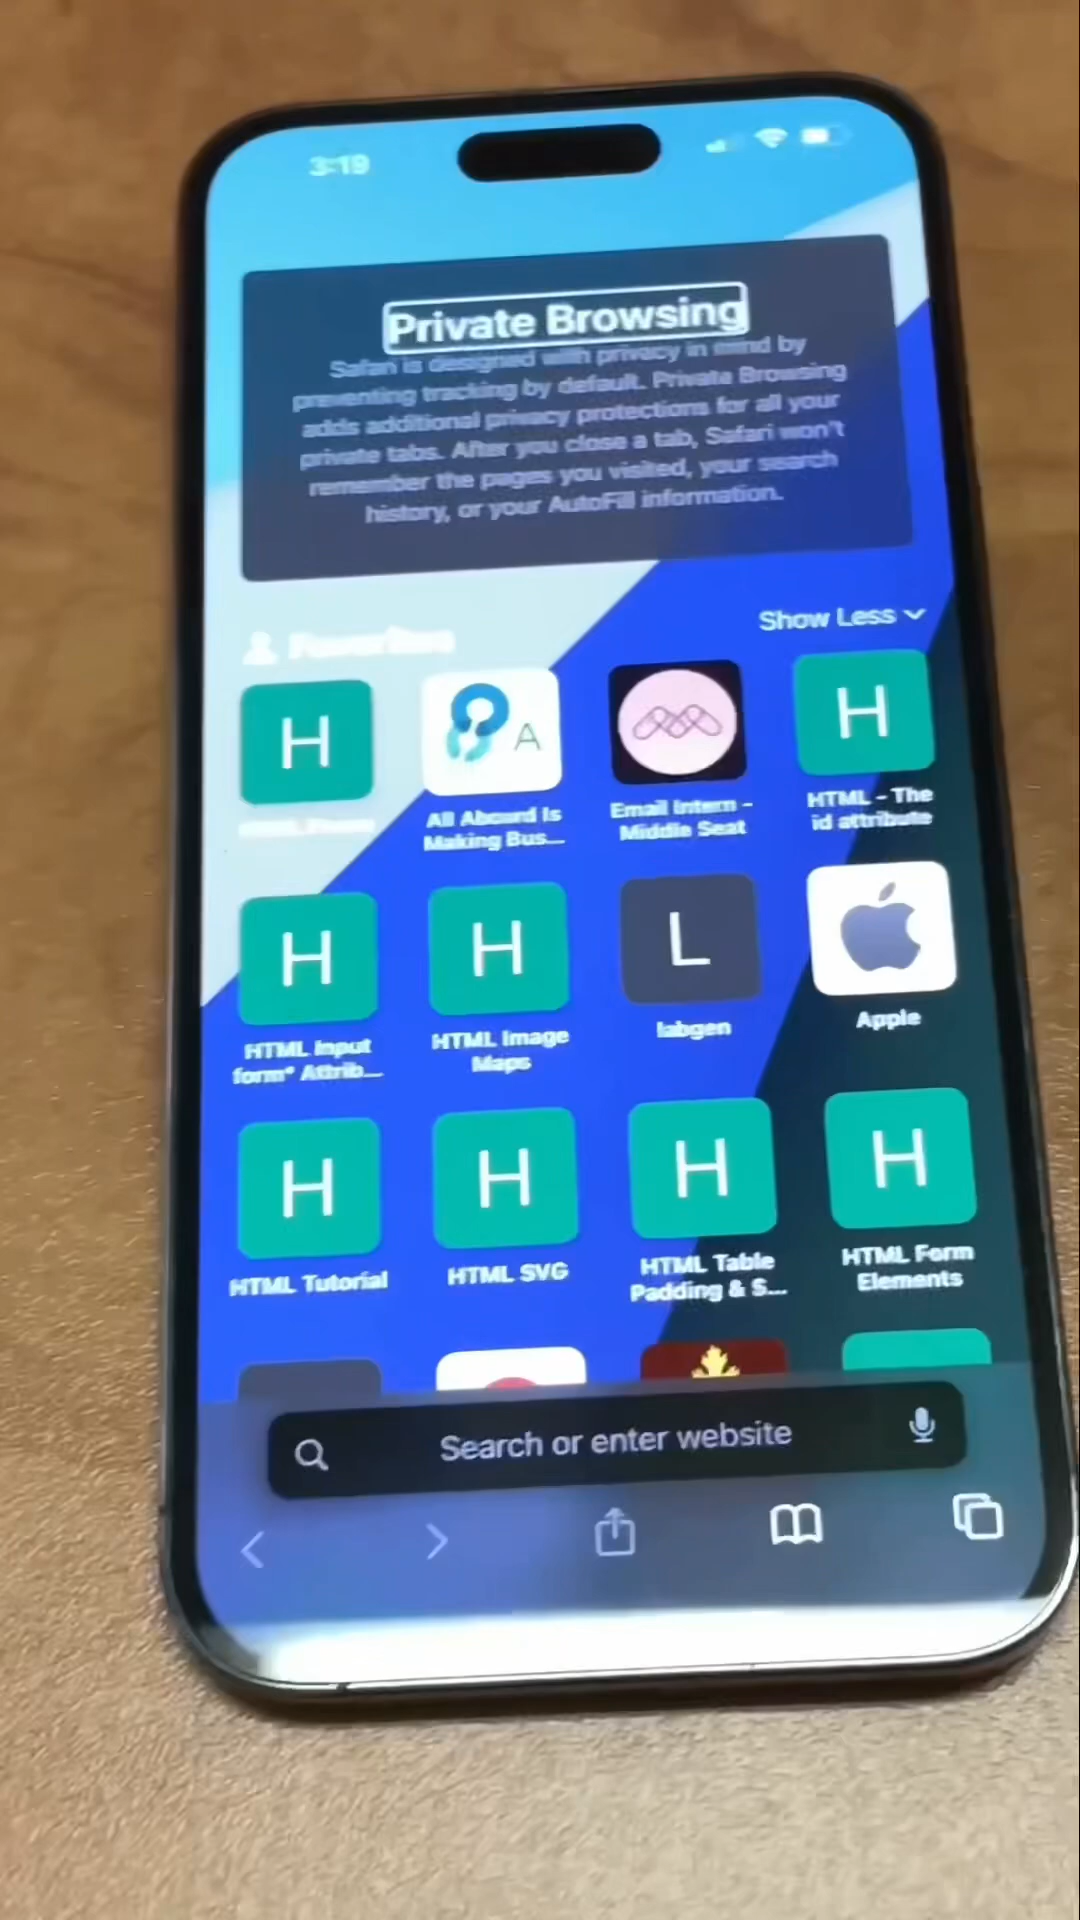 3:19
Private Browsing
Safari is designed with privacy in mind by
preventing tracking by default. Private Browsing
adds additional privacy protections for all your
private tabs. After you close a tab, Safari won't
remember the pages you visited, your search
history, or your AutoFill information.
Favorites
Show Less
H
A
H
HTML
All Absurd Is
Making Bus...
Email Intern -
Middle Seat
HTML - The
id attribute
H
H
L
HTML Input
form* Attrib...
HTML Image
Maps
labgen
Apple
H
H
H
H
HTML Tutorial
HTML SVG
HTML Table
Padding & S...
HTML Form
Elements
Search or enter website